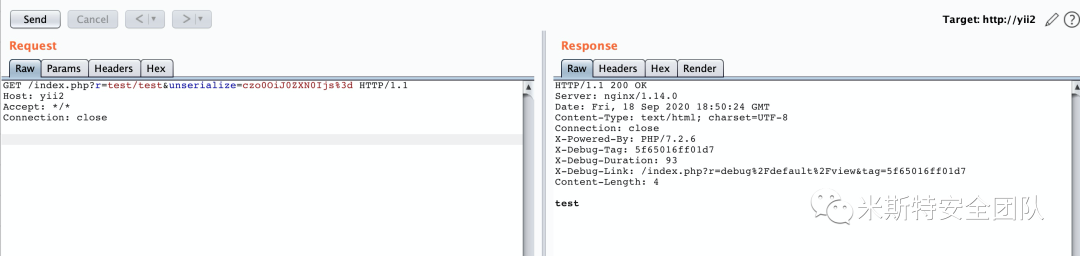 Send Cancel < > Target: http://yii2
Request
Raw Params Headers Hex
GET /index.php?r=test/test&unserialize=czo0OiJ0ZXN0Ijs%3d HTTP/1.1
Host: yii2
Accept: */*
Connection: close
Response
Raw Headers Hex Render
HTTP/1.1 200 OK
Server: nginx/1.14.0
Date: Fri, 18 Sep 2020 18:50:24 GMT
Content-Type: text/html; charset=UTF-8
Connection: close
X-Powered-By: PHP/7.2.6
X-Debug-Tag: 5f65016ff01d7
X-Debug-Duration: 93
X-Debug-Link: /index.php?r=debug%2Fdefault%2Fview&tag=5f65016ff01d7
Content-Length: 4
test
米斯特安全团队